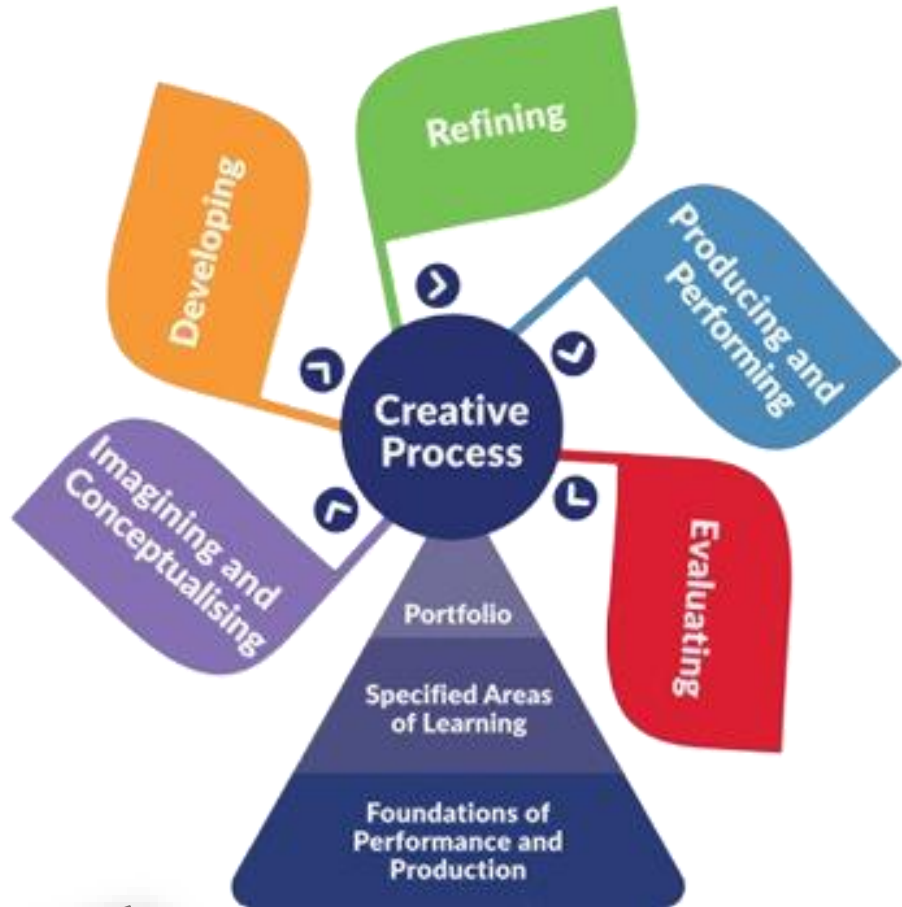 Refining
Developing
Producing and
Performing
Creative
Process
Imagining and
Conceptualising
Evaluating
Portfolio
Specified Areas
of Learning
Foundations of
Performance and
Production